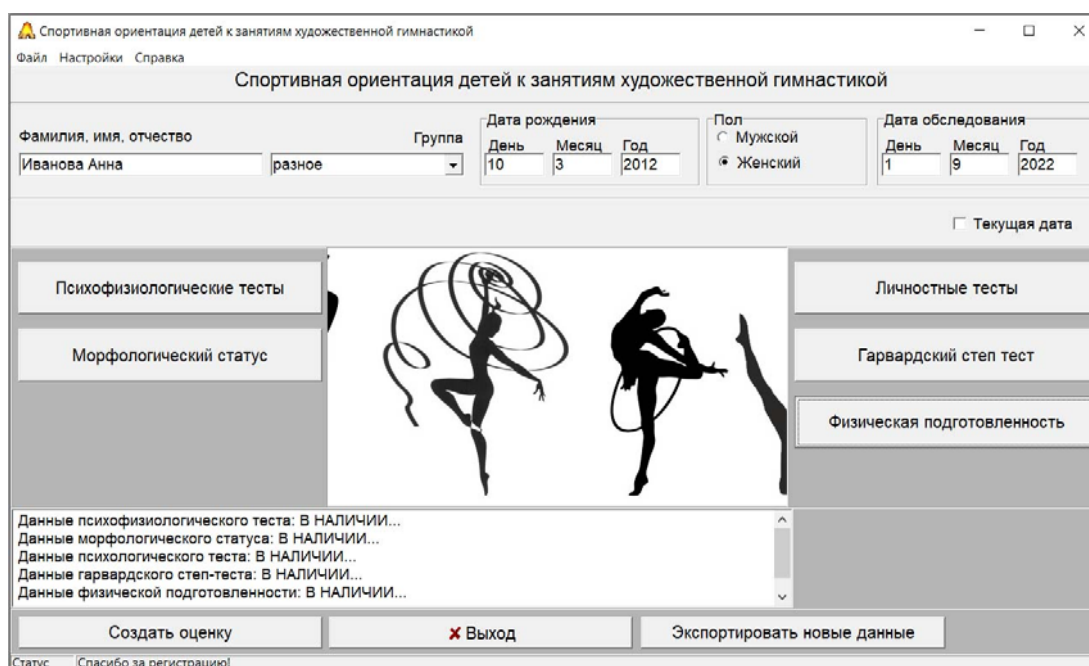 Спортивная ориентация детей к занятиям художественной гимнастикой
Файл Настройки Справка
Спортивная ориентация детей к занятиям художественной гимнастикой
Фамилия, имя, отчество
Группа
Иванова Анна
разное
Дата рождения
День Месяц Год
10 3 2012
Пол
Мужской
Женский
Дата обследования
День Месяц Год
1 9 2022
Текущая дата
Психофизиологические тесты
Морфологический статус
Личностные тесты
Гарвардский степ тест
Физическая подготовленность
Данные психофизиологического теста: В НАЛИЧИИ...
Данные морфологического статуса: В НАЛИЧИИ...
Данные психологического теста: В НАЛИЧИИ...
Данные гарвардского степ-теста: В НАЛИЧИИ...
Данные физической подготовленности: В НАЛИЧИИ...
Создать оценку
Выход
Экспортировать новые данные
Статус Спасибо за регистрацию!